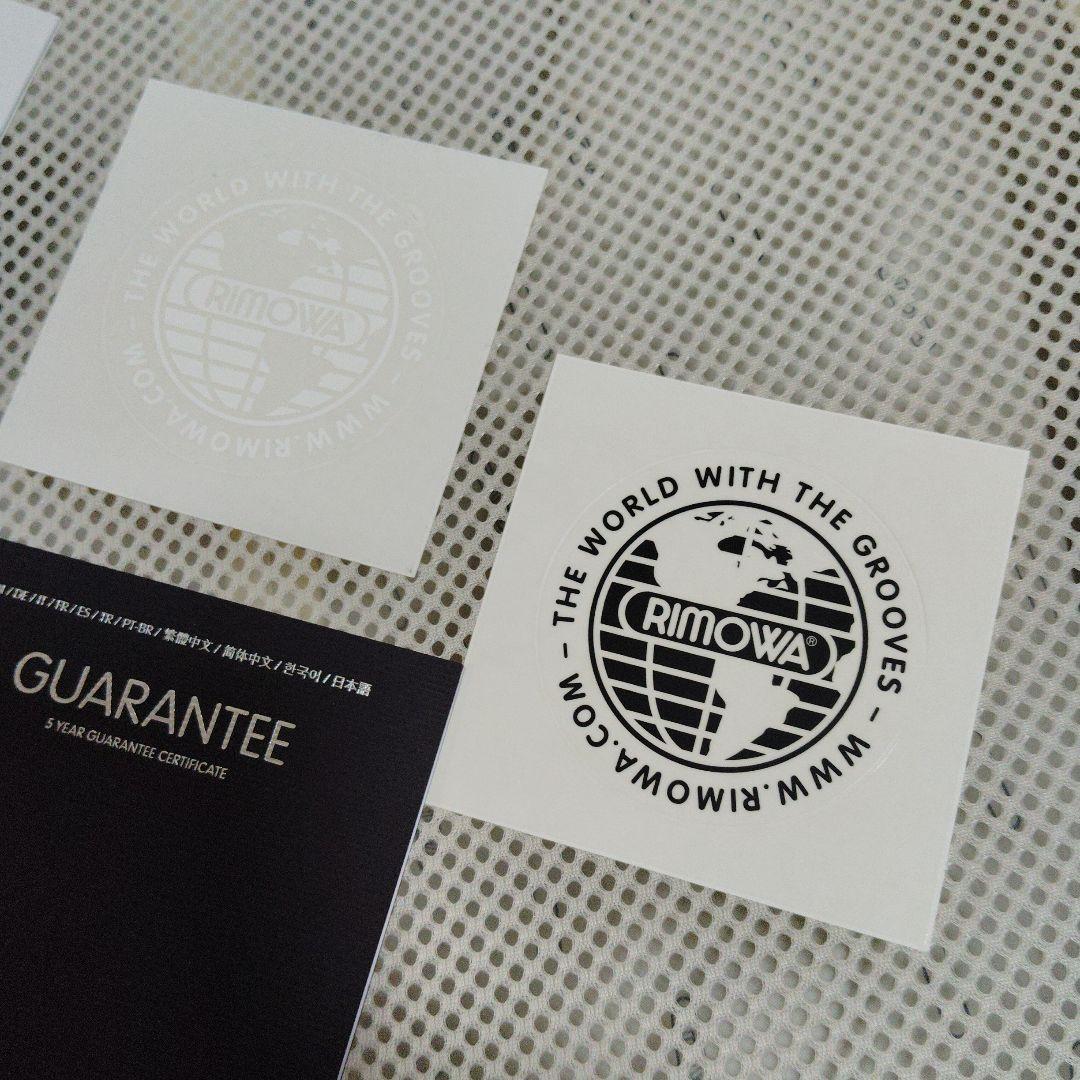 THE WORLD WITH THE GROOVES – WWW.RIMOWA.COM –
RIMOWA
THE WORLD WITH THE GROOVES – WWW.RIMOWA.COM –
RIMOWA®
/ DE / IT / FR / ES / TR / PT-BR / 繁體中文 / 简体中文 / 한국어 / 日本語
GUARANTEE
5 YEAR GUARANTEE CERTIFICATE